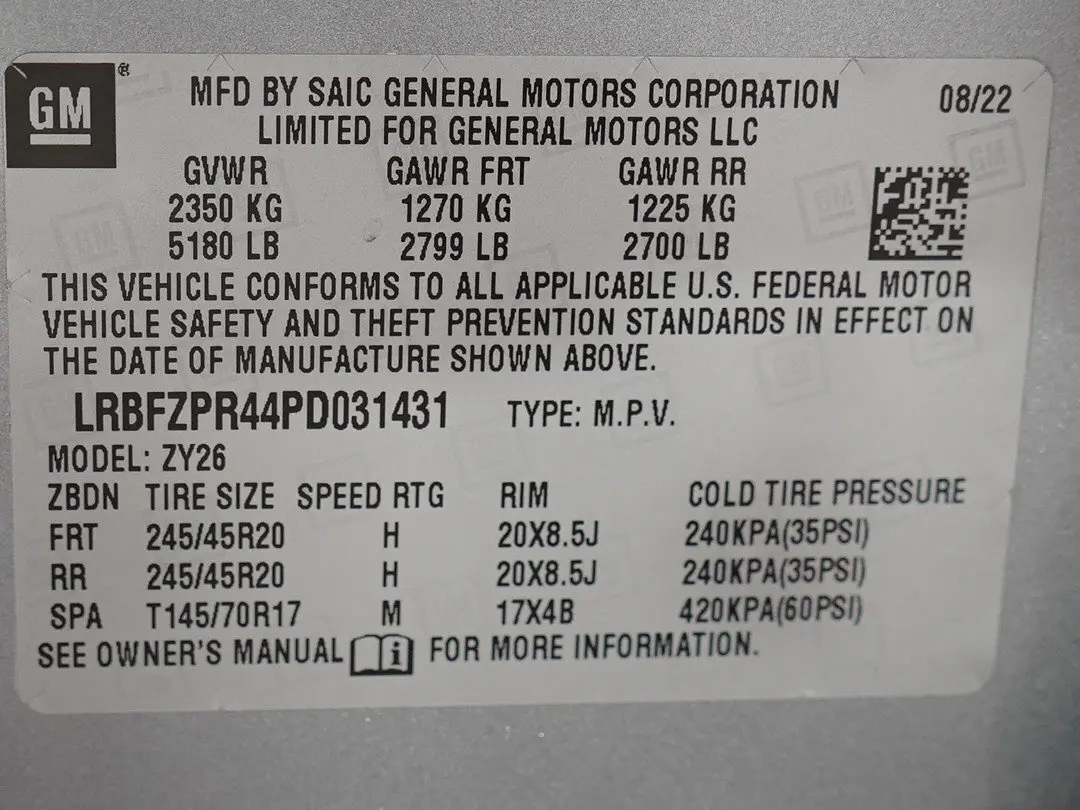 GM ®
MFD BY SAIC GENERAL MOTORS CORPORATION 08/22
LIMITED FOR GENERAL MOTORS LLC
GVWR GAWR FRT GAWR RR
2350 KG 1270 KG 1225 KG
5180 LB 2799 LB 2700 LB
THIS VEHICLE CONFORMS TO ALL APPLICABLE U.S. FEDERAL MOTOR
VEHICLE SAFETY AND THEFT PREVENTION STANDARDS IN EFFECT ON
THE DATE OF MANUFACTURE SHOWN ABOVE.
LRBFZPR44PD031431 TYPE: M.P.V.
MODEL: ZY26
ZBDN TIRE SIZE SPEED RTG RIM COLD TIRE PRESSURE
FRT 245/45R20 H 20X8.5J 240KPA(35PSI)
RR 245/45R20 H 20X8.5J 240KPA(35PSI)
SPA T145/70R17 M 17X4B 420KPA(60PSI)
SEE OWNER'S MANUAL i FOR MORE INFORMATION.